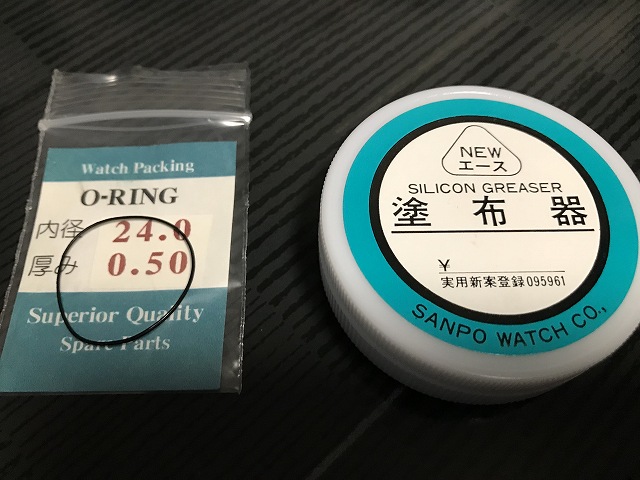 Watch Packing
O-RING
内径 24.0
厚み 0.50
Superior Quality
Spare Parts
NEW
エース
SILICON GREASER
塗布器
¥
実用新案登録095961
SANPO WATCH CO.,